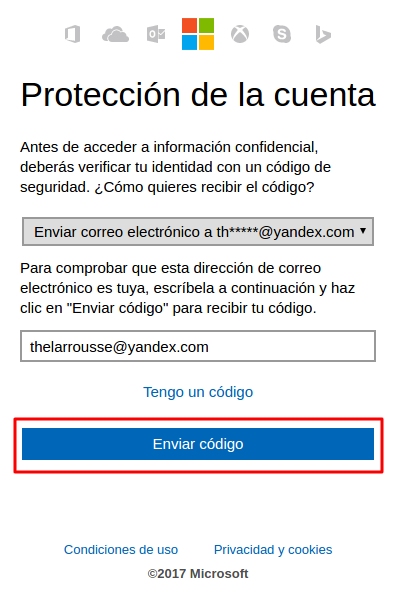 Protección de la cuenta
Antes de acceder a información confidencial,
deberás verificar tu identidad con un código de
seguridad. ¿Cómo quieres recibir el código?
Enviar correo electrónico a th*****@yandex.com
Para comprobar que esta dirección de correo
electrónico es tuya, escríbela a continuación y haz
clic en "Enviar código" para recibir tu código.
thelarrousse@yandex.com
Tengo un código
Enviar código
Condiciones de uso Privacidad y cookies
©2017 Microsoft